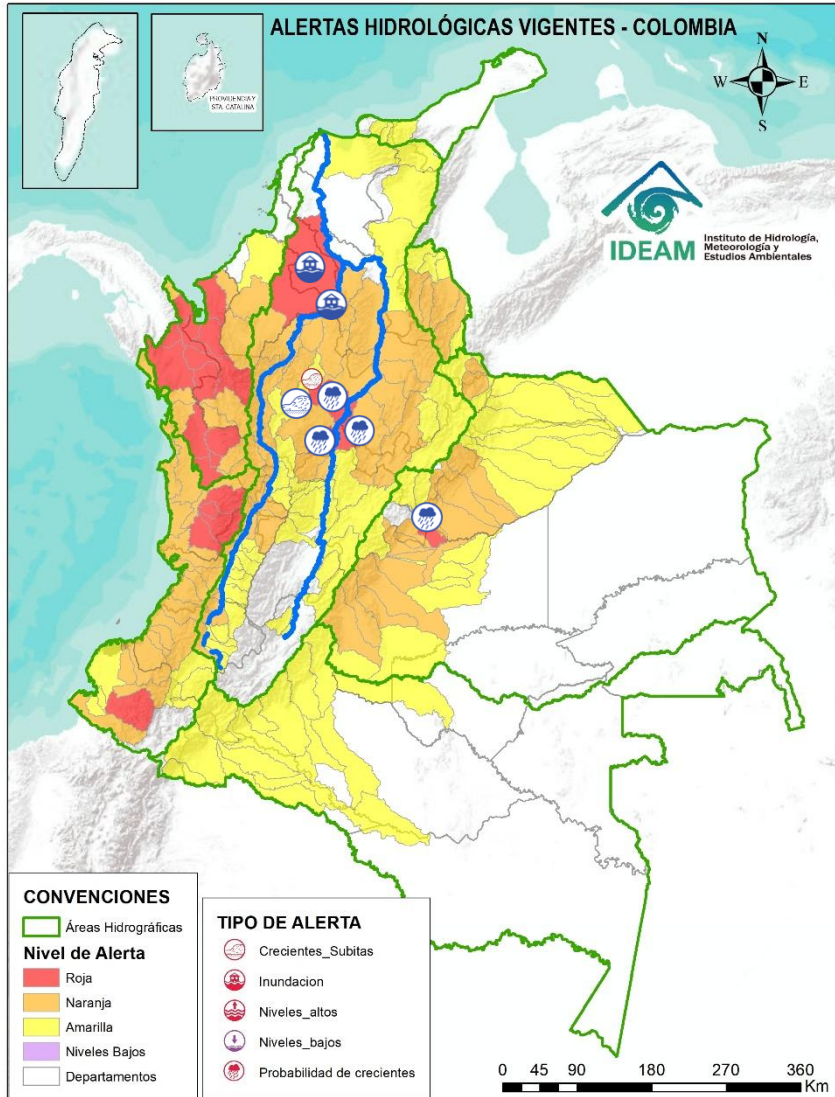 ALERTAS HIDROLÓGICAS VIGENTES - COLOMBIA
PROVIDENCIA Y
STA. CATALINA
N
W
E
S
IDEAM
Instituto de Hidrología,
Meteorología y
Estudios Ambientales
CONVENCIONES
Áreas Hidrográficas
Nivel de Alerta
Roja
Naranja
Amarilla
Niveles Bajos
Departamentos
TIPO DE ALERTA
Crecientes_Subitas
Inundacion
Niveles_altos
Niveles_bajos
Probabilidad de crecientes
0 45 90 180 270 360
Km